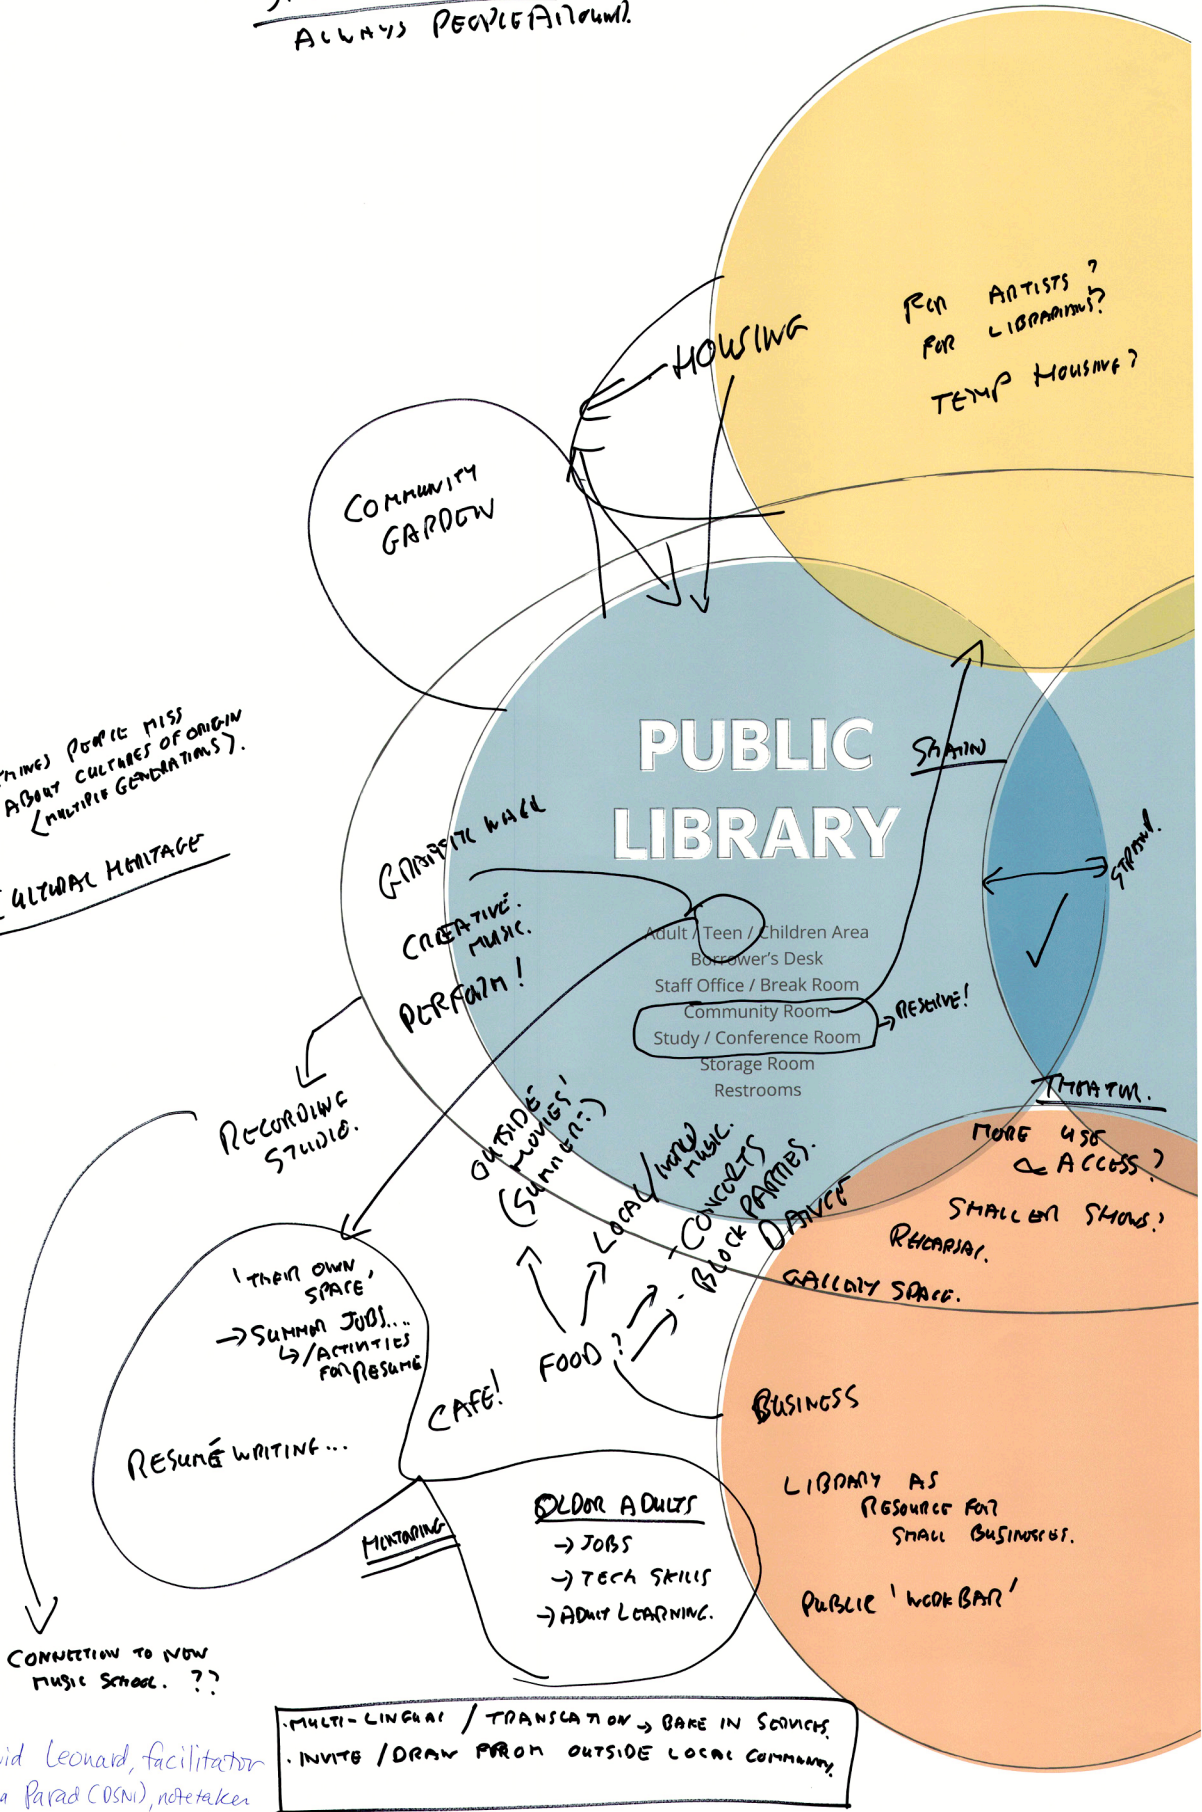 ALWAYS PEOPLE AROUND.
FOR ARTISTS?
FOR LIBRARIANS?
TEMP HOUSING?
HOUSING
COMMUNITY
GARDEN
PEOPLE MISS
ABOUT CULTURES OF ORIGIN
(MULTIPLE GENERATIONS).
CULTURAL HERITAGE
PUBLIC
LIBRARY
STRAND.
WALL
CREATIVE.
MUSIC.
PERFORM!
Adult / Teen / Children Area
Borrower's Desk
Staff Office / Break Room
Community Room
Study / Conference Room
Storage Room
Restrooms
→ RESERVE!
RECORDING
STUDIO.
OUTSIDE
MOVIES!
(SUMMER?)
LOCAL/WORLD
MUSIC.
- CONCERTS
- BLOCK PARTIES.
DANCE
THEATER.
MORE USE
& ACCESS?
SMALLER SHOWS?
REHEARSAL.
GALLERY SPACE.
'THEIR OWN
SPACE'
→ SUMMER JOBS....
↳ /ACTIVITIES
FOR RESUME
RESUMÉ WRITING...
CAFE!
FOOD?
BUSINESS
LIBRARY AS
RESOURCE FOR
SMALL BUSINESSES.
PUBLIC 'WORKBAR'
MENTORING
OLDER ADULTS
→ JOBS
→ TECH SKILLS
→ ADULT LEARNING.
CONNECTION TO NEW
MUSIC SCHOOL. ??
· MULTI-LINGUAL / TRANSLATION → BAKE IN SERVICES.
· INVITE / DRAW FROM OUTSIDE LOCAL COMMUNITY.
id Leonard, facilitator
a Parad (DSNI), notetaker